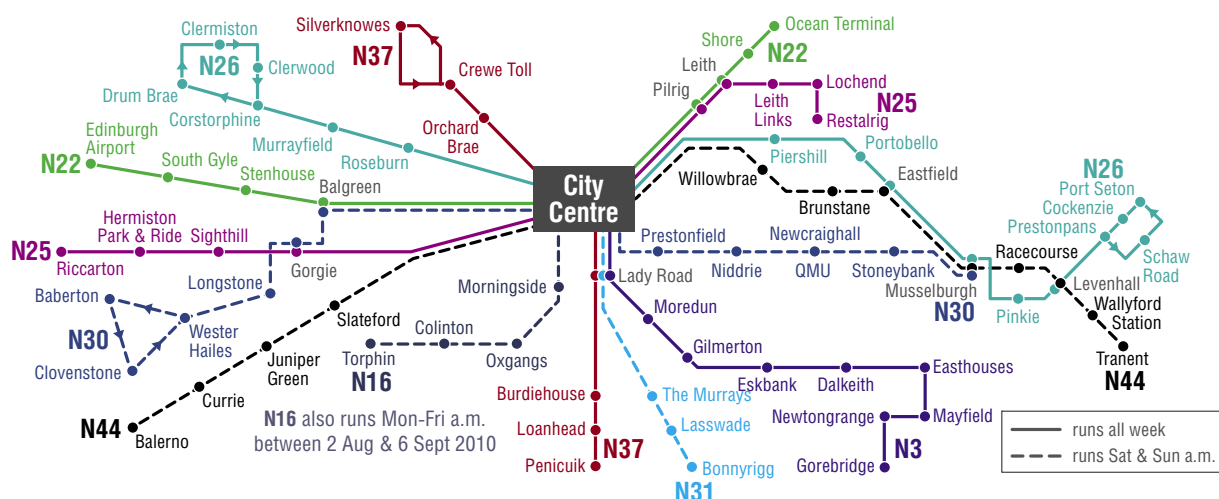 Clermiston
N26
Clerwood
Drum Brae
Corstorphine
Murrayfield
Roseburn
Silverknowes
N37
Crewe Toll
Orchard
Brae
Edinburgh
Airport
N22
South Gyle
Stenhouse
Balgreen
City
Centre
Ocean Terminal
Shore
N22
Leith
Pilrig
Leith
Links
Lochend
N25
Restalrig
Piershill
Portobello
Willowbrae
Brunstane
Eastfield
N26
Port Seton
Cockenzie
Prestonpans
Schaw
Road
Racecourse
Levenhall
Wallyford
Station
Pinkie
Tranent
N44
Hermiston
Park & Ride
Sighthill
N25
Riccarton
Gorgie
Longstone
Baberton
N30
Wester
Hailes
Clovenstone
Slateford
Juniper
Green
Currie
N44
Balerno
Morningside
Colinton
Torphin
Oxgangs
N16
N16 also runs Mon-Fri a.m.
between 2 Aug & 6 Sept 2010
Prestonfield
Niddrie
Newcraighall
QMU
Stoneybank
Musselburgh
N30
Lady Road
Moredun
Gilmerton
Eskbank
Dalkeith
Easthouses
Mayfield
Newtongrange
Gorebridge
N3
Burdiehouse
Loanhead
Penicuik
N37
The Murrays
Lasswade
Bonnyrigg
N31
runs all week
runs Sat & Sun a.m.